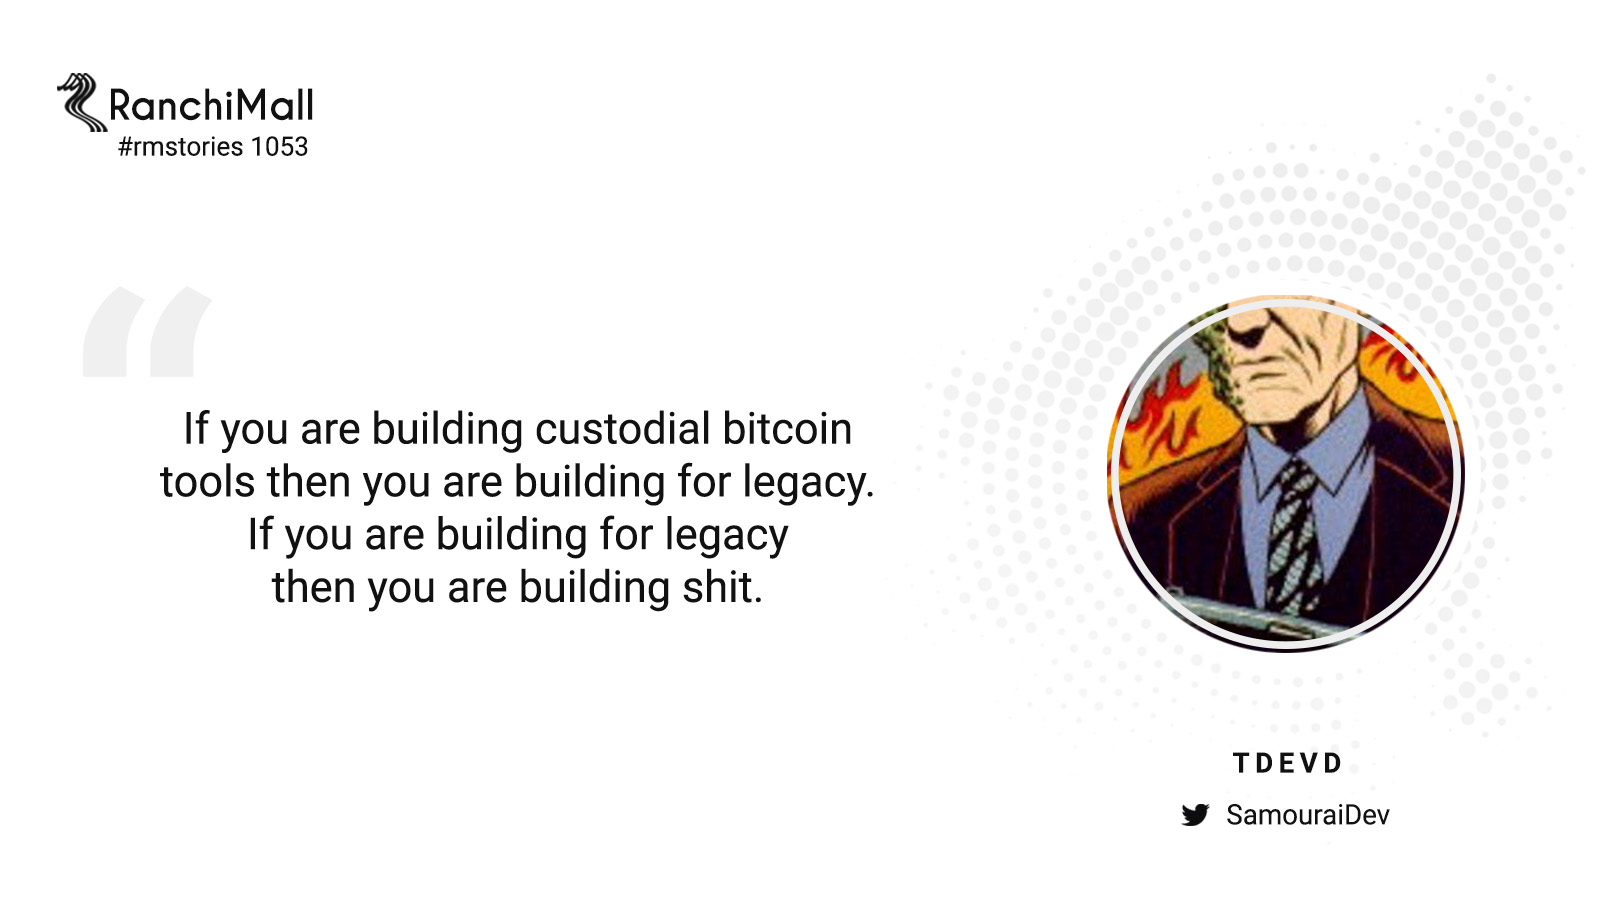 RanchiMall
#rmstories 1053
“
If you are building custodial bitcoin
tools then you are building for legacy.
If you are building for legacy
then you are building shit.
TDEVD
SamouraiDev